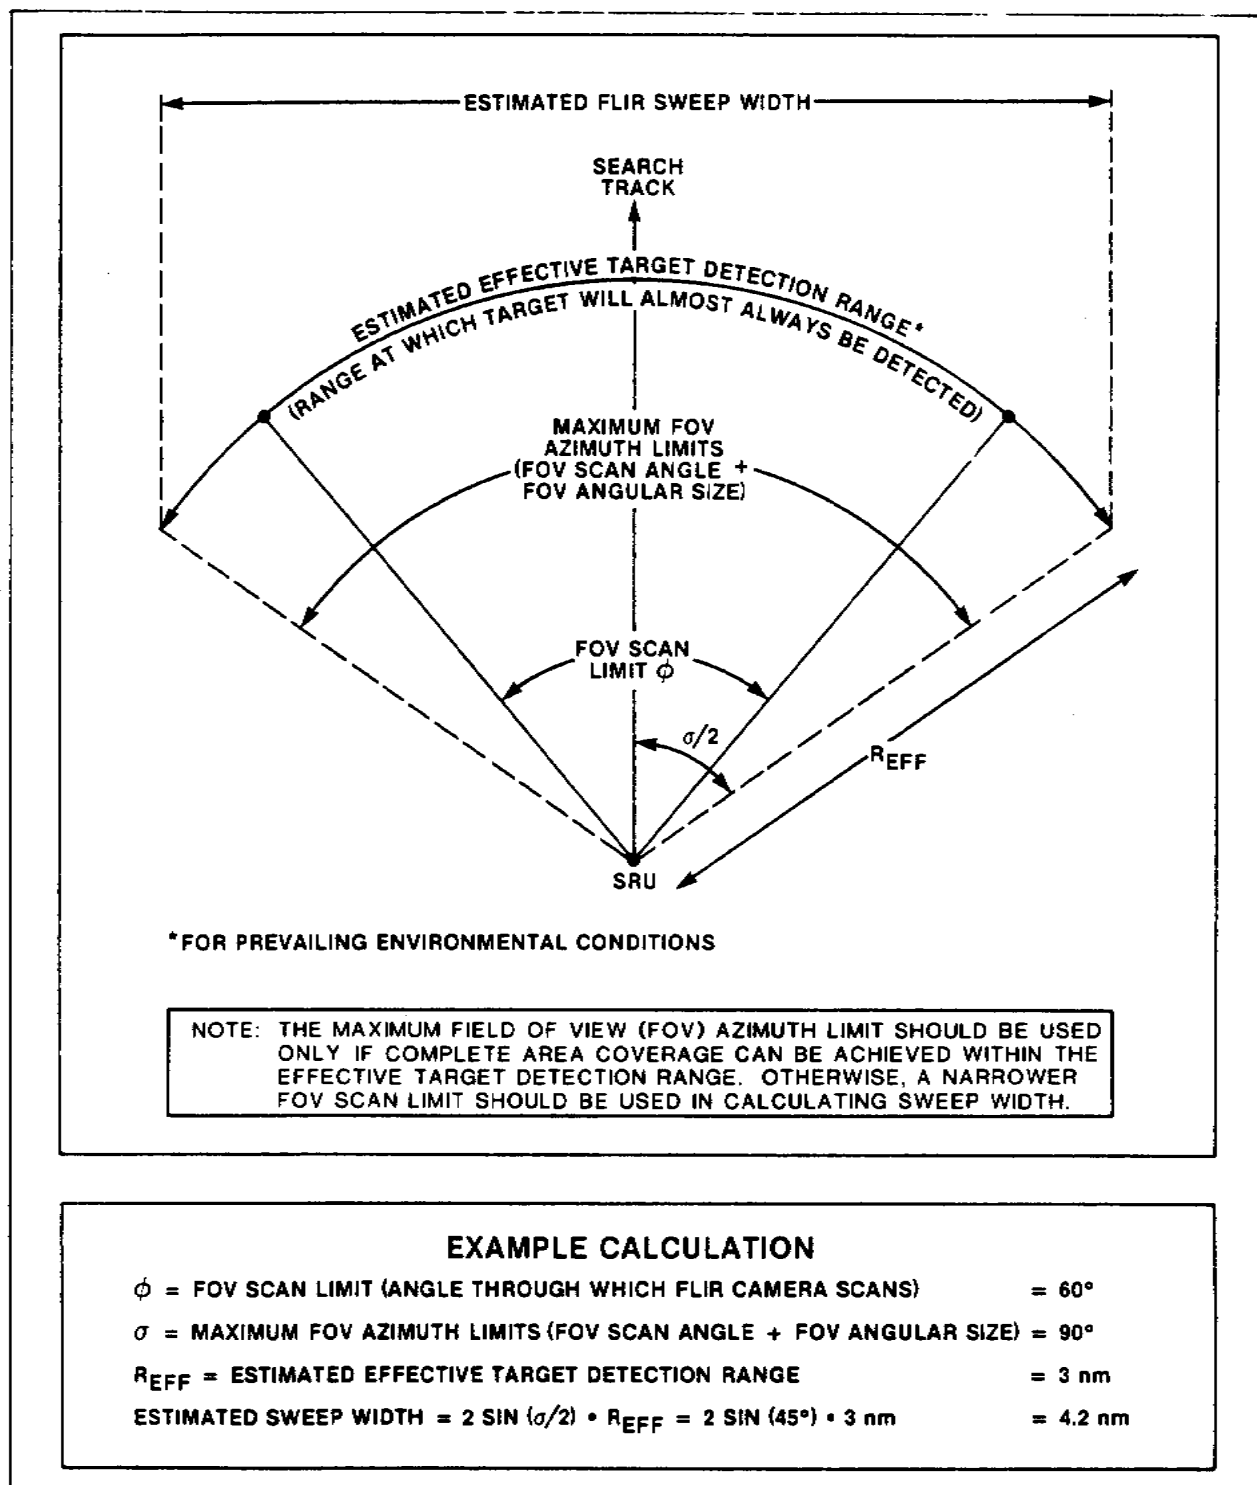 ESTIMATED FLIR SWEEP WIDTH
SEARCH
TRACK
ESTIMATED EFFECTIVE TARGET DETECTION RANGE*
(RANGE AT WHICH TARGET WILL ALMOST ALWAYS BE DETECTED)
MAXIMUM FOV
AZIMUTH LIMITS
(FOV SCAN ANGLE +
FOV ANGULAR SIZE)
FOV SCAN
LIMIT ϕ
σ/2
REFF
SRU
*FOR PREVAILING ENVIRONMENTAL CONDITIONS
NOTE: THE MAXIMUM FIELD OF VIEW (FOV) AZIMUTH LIMIT SHOULD BE USED
ONLY IF COMPLETE AREA COVERAGE CAN BE ACHIEVED WITHIN THE
EFFECTIVE TARGET DETECTION RANGE. OTHERWISE, A NARROWER
FOV SCAN LIMIT SHOULD BE USED IN CALCULATING SWEEP WIDTH.
EXAMPLE CALCULATION
ϕ = FOV SCAN LIMIT (ANGLE THROUGH WHICH FLIR CAMERA SCANS) = 60°
σ = MAXIMUM FOV AZIMUTH LIMITS (FOV SCAN ANGLE + FOV ANGULAR SIZE) = 90°
REFF = ESTIMATED EFFECTIVE TARGET DETECTION RANGE = 3 nm
ESTIMATED SWEEP WIDTH = 2 SIN (σ/2) • REFF = 2 SIN (45°) • 3 nm = 4.2 nm